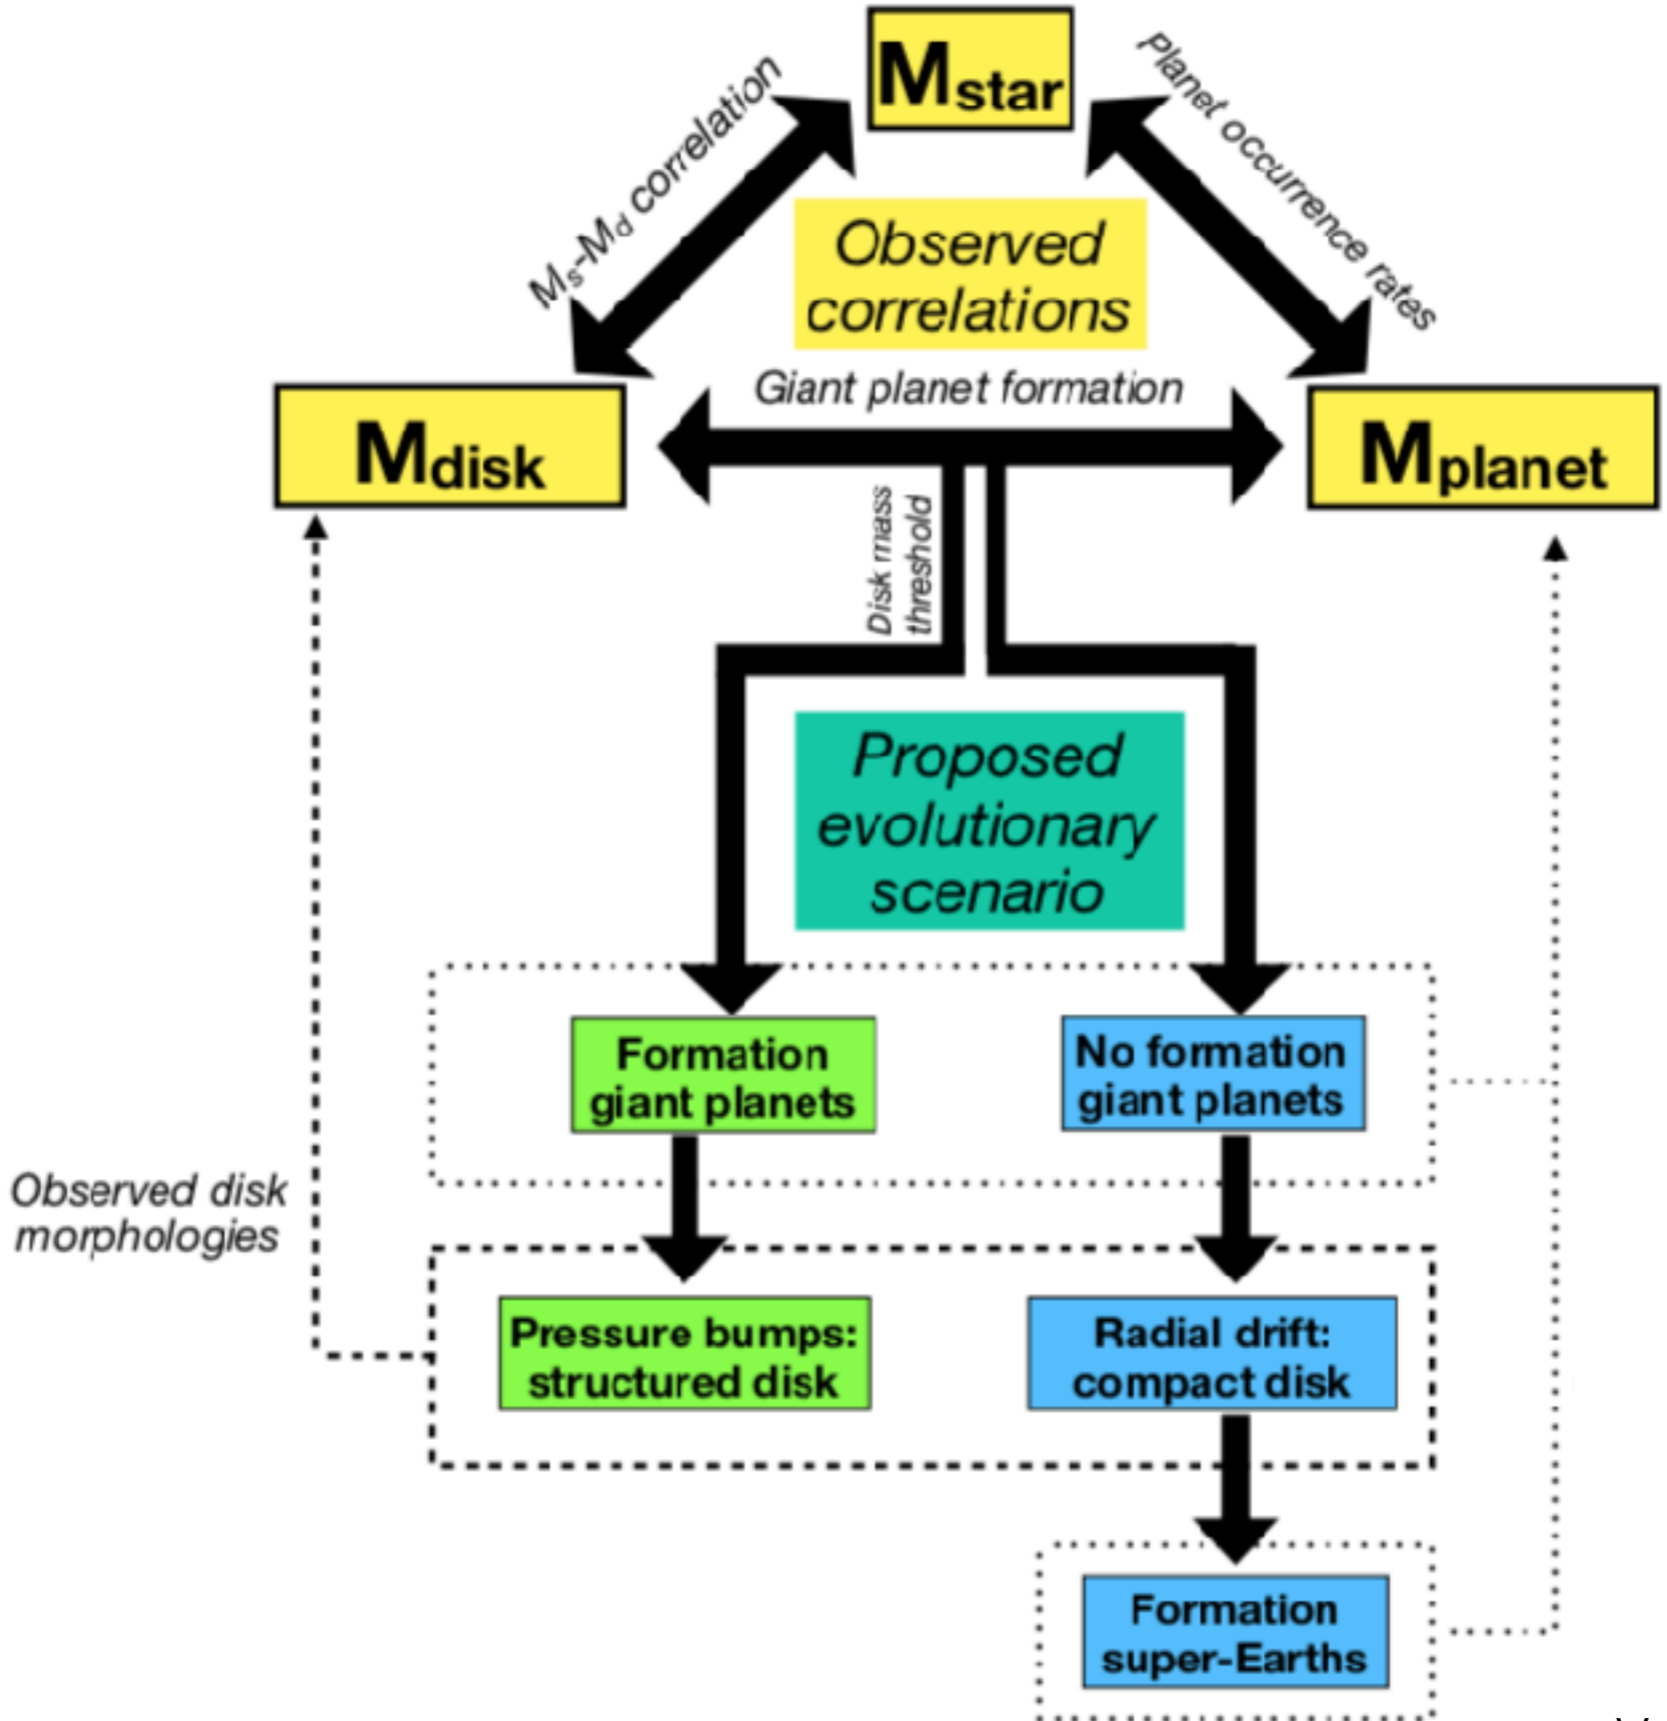 Mstar
Ms-Md correlation
Planet occurrence rates
Observed
correlations
Giant planet formation
Mdisk
Mplanet
Disk mass
threshold
Proposed
evolutionary
scenario
Formation
giant planets
No formation
giant planets
Observed disk
morphologies
Pressure bumps:
structured disk
Radial drift:
compact disk
Formation
super-Earths